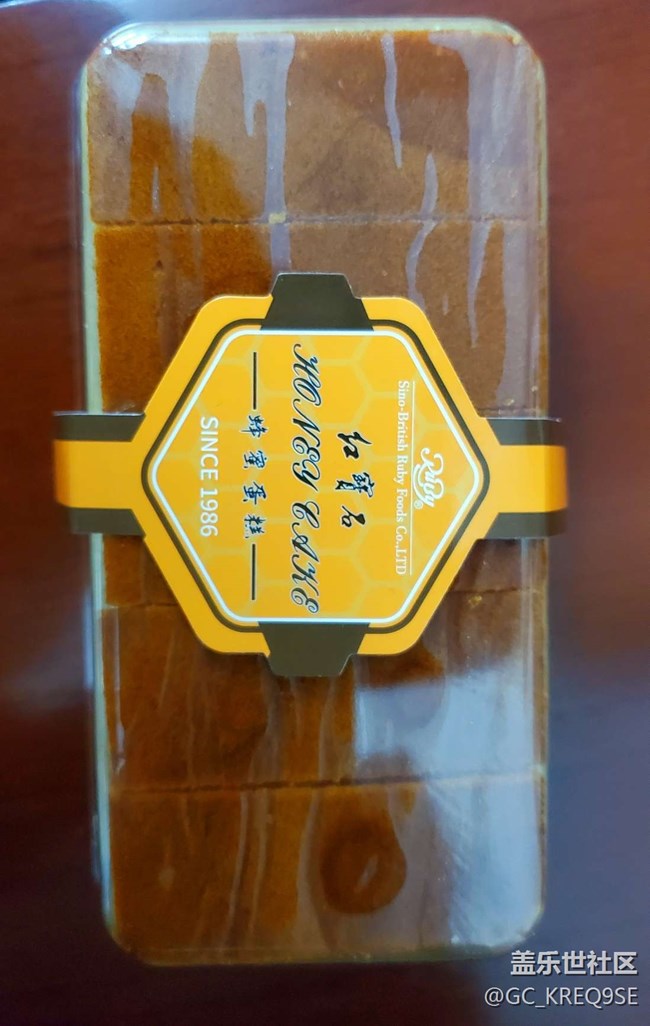 Ruby®
Sino-British Ruby Foods Co.,LTD
红寶石
HONEY CAKE
蜂蜜蛋糕
SINCE 1986
盖乐世社区
@GC_KREQ9SE